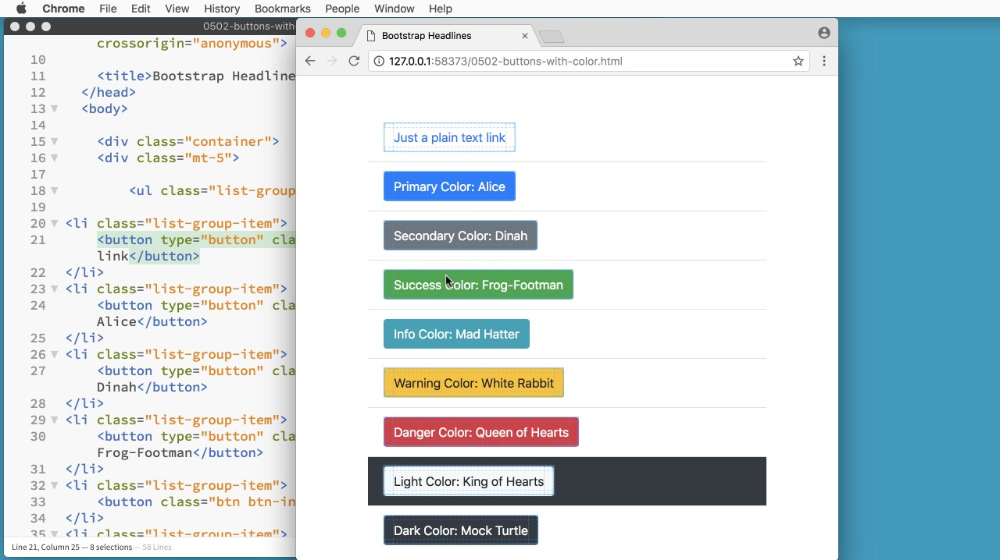 Chrome File Edit View History Bookmarks People Window Help
0502-buttons-with-
crossorigin="anonymous">
10
11 <title>Bootstrap Headline
12 </head>
13 <body>
14
15 <div class="container">
16 <div class="mt-5">
17
18 <ul class="list-group
19
20 <li class="list-group-item">
21 <button type="button" cla
link</button>
22 </li>
23 <li class="list-group-item">
24 <button type="button" cla
Alice</button>
25 </li>
26 <li class="list-group-item">
27 <button type="button" cla
Dinah</button>
28 </li>
29 <li class="list-group-item">
30 <button type="button" cla
Frog-Footman</button>
31 </li>
32 <li class="list-group-item">
33 <button class="btn btn-in
34 </li>
35 <li class="list-group-item">
Line 21, Column 25 — 8 selections — 58 Lines
Bootstrap Headlines
127.0.0.1:58373/0502-buttons-with-color.html
Just a plain text link
Primary Color: Alice
Secondary Color: Dinah
Success Color: Frog-Footman
Info Color: Mad Hatter
Warning Color: White Rabbit
Danger Color: Queen of Hearts
Light Color: King of Hearts
Dark Color: Mock Turtle